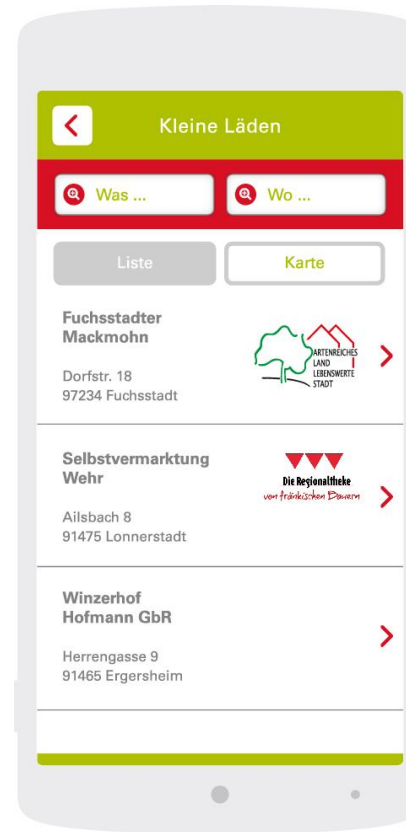 Kleine Läden
Was ...
Wo ...
Liste
Karte
Fuchsstadter
Mackmohn
Dorfstr. 18
97234 Fuchsstadt
ARTENREICHES
LAND
LEBENSWERTE
STADT
Selbstvermarktung
Wehr
Ailsbach 8
91475 Lonnerstadt
Die Regionaltheke
von fränkischen Bauern
Winzerhof
Hofmann GbR
Herrengasse 9
91465 Ergersheim